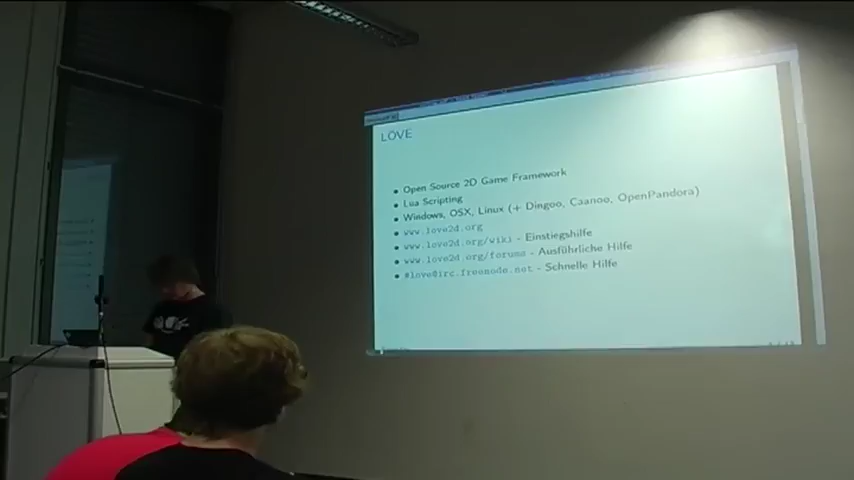 LÖVE
Open Source 2D Game Framework
Lua Scripting
Windows, OSX, Linux (+ Dingoo, Caanoo, OpenPandora)
www.love2d.org
www.love2d.org/wiki - Einstiegshilfe
www.love2d.org/forums - Ausführliche Hilfe
#love@irc.freenode.net - Schnelle Hilfe